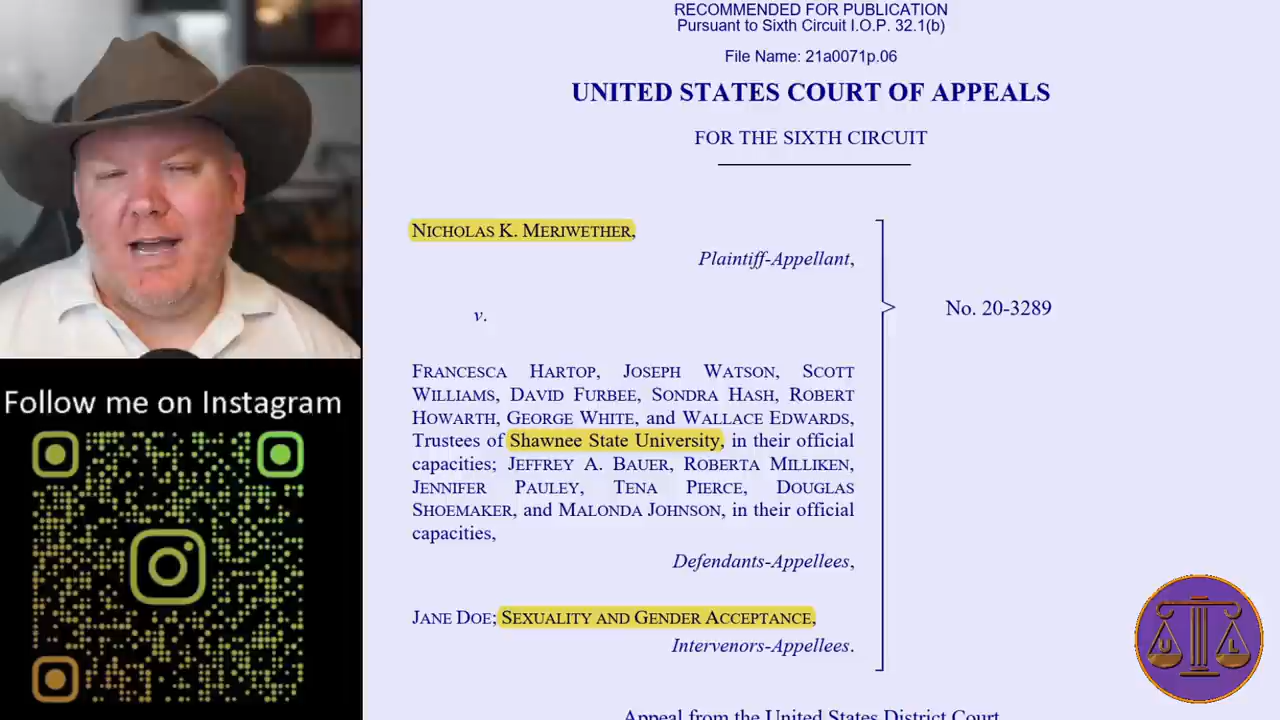 RECOMMENDED FOR PUBLICATION
Pursuant to Sixth Circuit I.O.P. 32.1(b)
File Name: 21a0071p.06
UNITED STATES COURT OF APPEALS
FOR THE SIXTH CIRCUIT
NICHOLAS K. MERIWETHER,
Plaintiff-Appellant,
v.
No. 20-3289
FRANCESCA HARTOP, JOSEPH WATSON, SCOTT
WILLIAMS, DAVID FURBEE, SONDRA HASH, ROBERT
HOWARTH, GEORGE WHITE, and WALLACE EDWARDS,
Trustees of Shawnee State University, in their official
capacities; JEFFREY A. BAUER, ROBERTA MILLIKEN,
JENNIFER PAULEY, TENA PIERCE, DOUGLAS
SHOEMAKER, and MALONDA JOHNSON, in their official
capacities,
Defendants-Appellees,
JANE DOE; SEXUALITY AND GENDER ACCEPTANCE,
Intervenors-Appellees.
Appeal from the United States District Court
Follow me on Instagram
U L